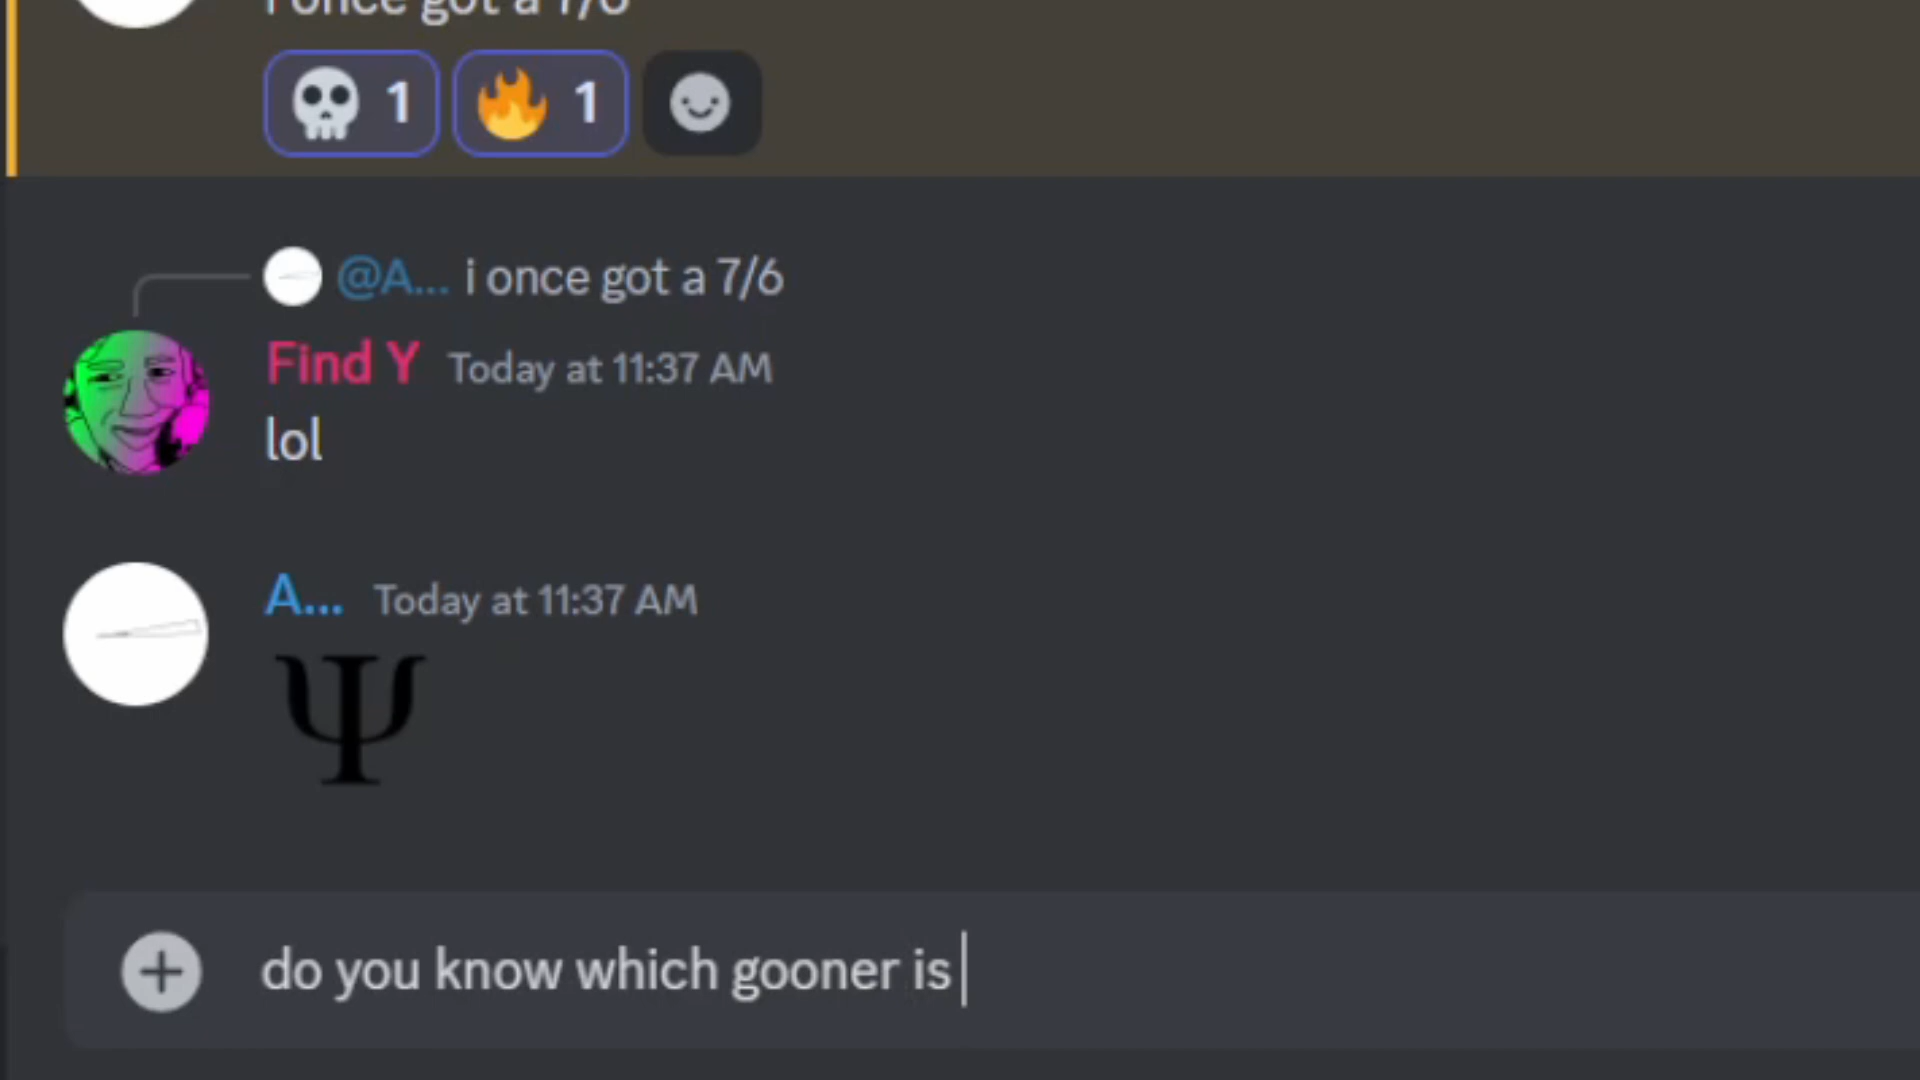 i once got a 7/6
1 1
@A... i once got a 7/6
Find Y Today at 11:37 AM
lol
A... Today at 11:37 AM
Ψ
do you know which gooner is